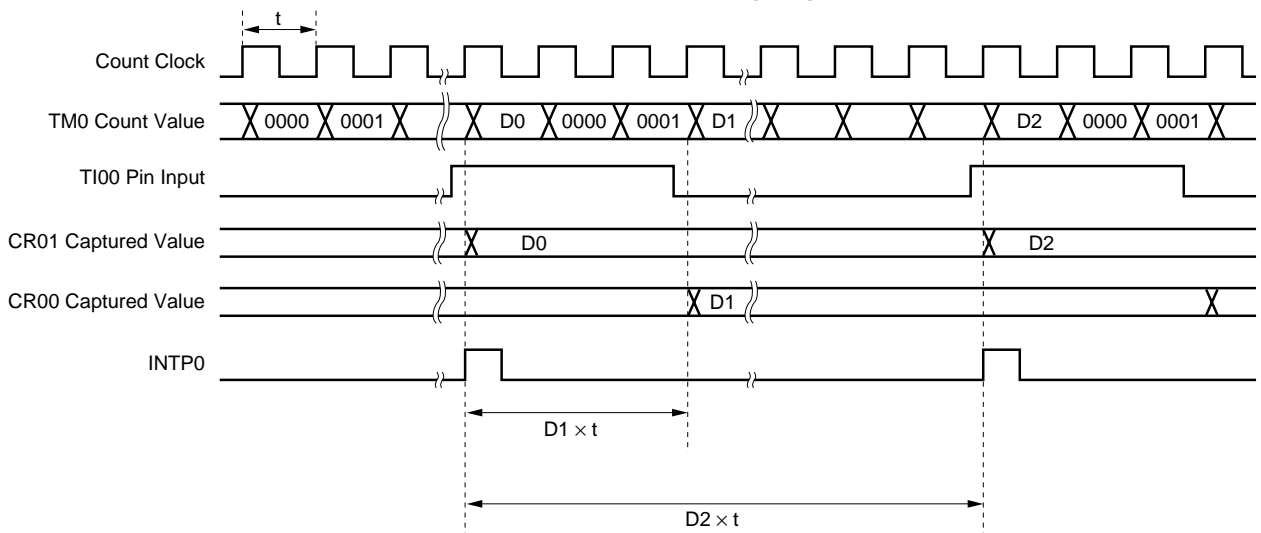 t
Count Clock
TM0 Count Value 0000 0001 D0 0000 0001 D1 D2 0000 0001
TI00 Pin Input
CR01 Captured Value D0 D2
CR00 Captured Value D1
INTP0
D1 × t
D2 × t